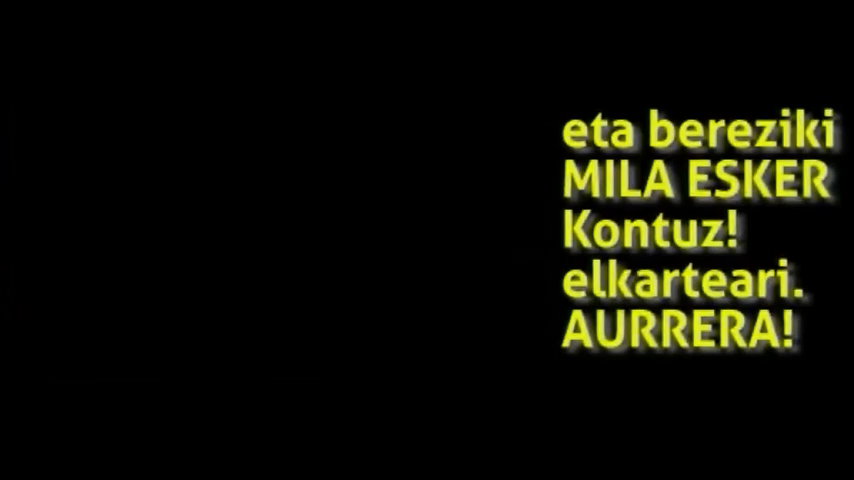 eta bereziki
MILA ESKER
Kontuz!
elkarteari.
AURRERA!